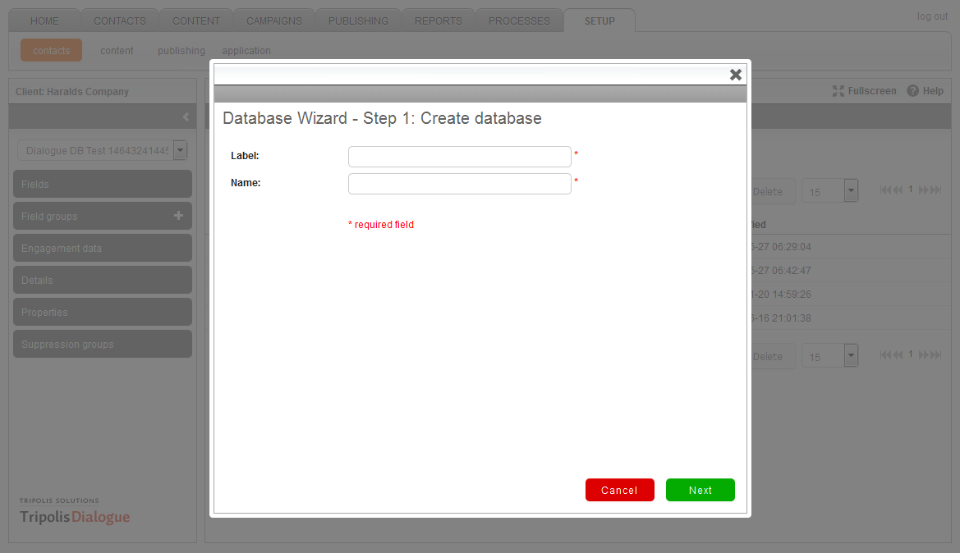 HOME CONTACTS CONTENT CAMPAIGNS PUBLISHING REPORTS PROCESSES SETUP log out
contacts content publishing application
Client: Haralds Company Fullscreen Help
Database Wizard - Step 1: Create database
Dialogue DB Test
Label: *
Name: *
* required field
Fields
Field groups
Engagement data
Details
Properties
Suppression groups
Delete 15 1
-27 06:29:04
-27 06:42:47
-20 14:59:26
-16 21:01:38
Delete 15 1
Cancel Next
TRIPOLIS SOLUTIONS
TripolisDialogue